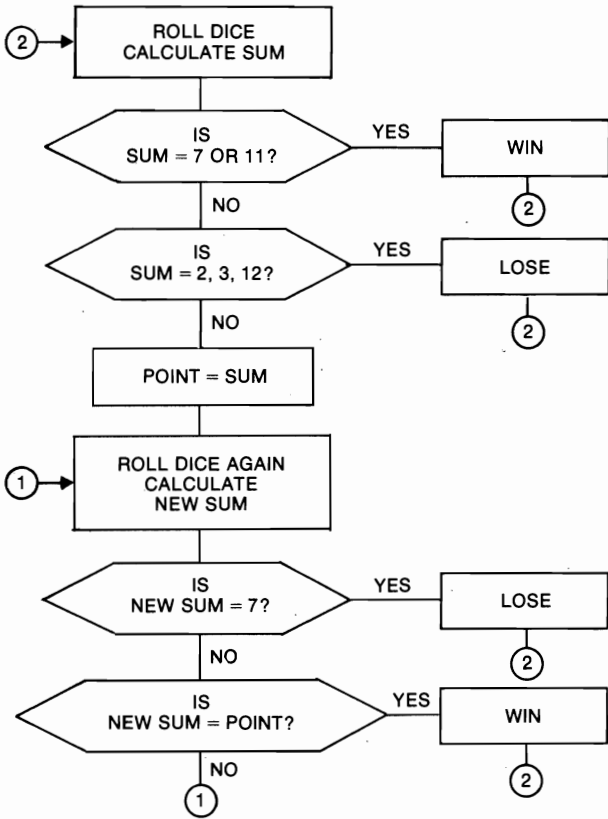 2
ROLL DICE
CALCULATE SUM
IS
SUM = 7 OR 11?
YES
WIN
2
NO
IS
SUM = 2, 3, 12?
YES
LOSE
2
NO
POINT = SUM
1
ROLL DICE AGAIN
CALCULATE
NEW SUM
IS
NEW SUM = 7?
YES
LOSE
2
NO
IS
NEW SUM = POINT?
YES
WIN
2
NO
1